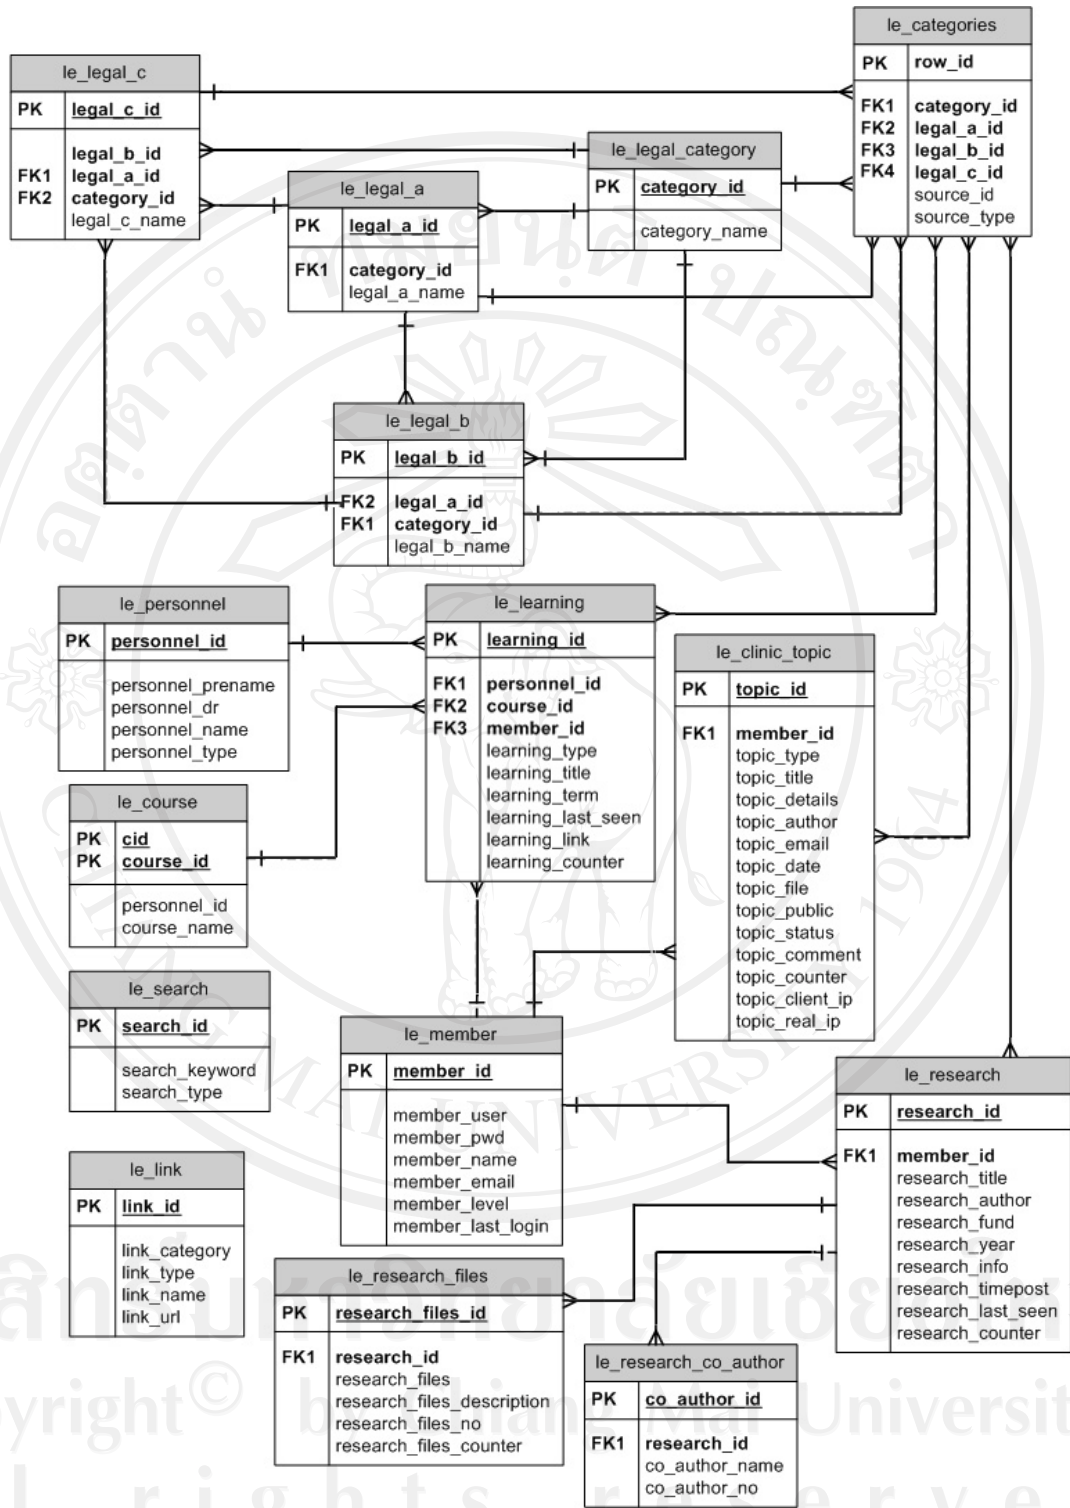 le_categories
PK row_id
FK1 category_id
FK2 legal_a_id
FK3 legal_b_id
FK4 legal_c_id
source_id
source_type
le_legal_c
PK legal_c_id
legal_b_id
FK1 legal_a_id
FK2 category_id
legal_c_name
le_legal_category
PK category_id
category_name
le_legal_a
PK legal_a_id
FK1 category_id
legal_a_name
le_legal_b
PK legal_b_id
FK2 legal_a_id
FK1 category_id
legal_b_name
le_personnel
PK personnel_id
personnel_prename
personnel_dr
personnel_name
personnel_type
le_learning
PK learning_id
FK1 personnel_id
FK2 course_id
FK3 member_id
learning_type
learning_title
learning_term
learning_last_seen
learning_link
learning_counter
le_clinic_topic
PK topic_id
FK1 member_id
topic_type
topic_title
topic_details
topic_author
topic_email
topic_date
topic_file
topic_public
topic_status
topic_comment
topic_counter
topic_client_ip
topic_real_ip
le_course
PK cid
PK course_id
personnel_id
course_name
le_search
PK search_id
search_keyword
search_type
le_member
PK member_id
member_user
member_pwd
member_name
member_email
member_level
member_last_login
le_research
PK research_id
FK1 member_id
research_title
research_author
research_fund
research_year
research_info
research_timepost
research_last_seen
research_counter
le_link
PK link_id
link_category
link_type
link_name
link_url
le_research_files
PK research_files_id
FK1 research_id
research_files
research_files_description
research_files_no
research_files_counter
le_research_co_author
PK co_author_id
FK1 research_id
co_author_name
co_author_no
CHIANG MAI UNIVERSITY 1964
by Chiang Mai